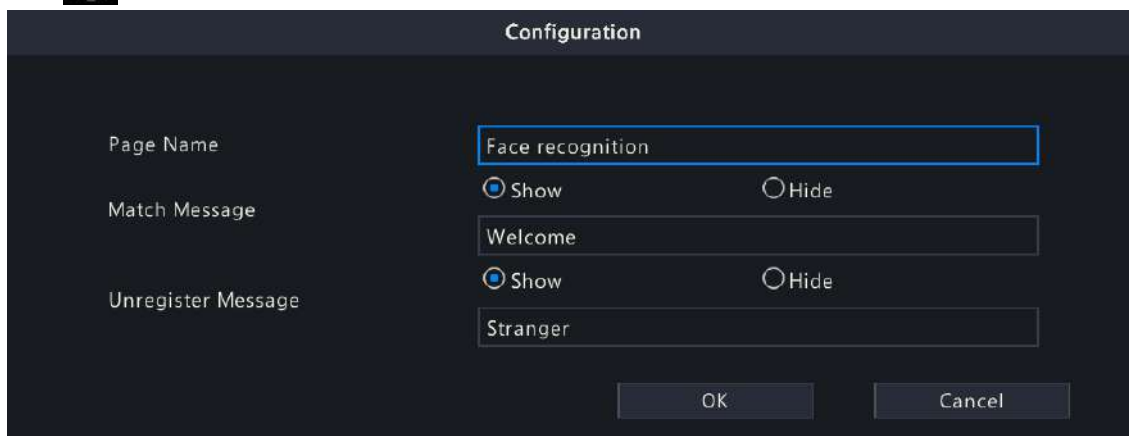 Configuration
Page Name
Face recognition
Match Message
Show Hide
Welcome
Unregister Message
Show Hide
Stranger
OK Cancel